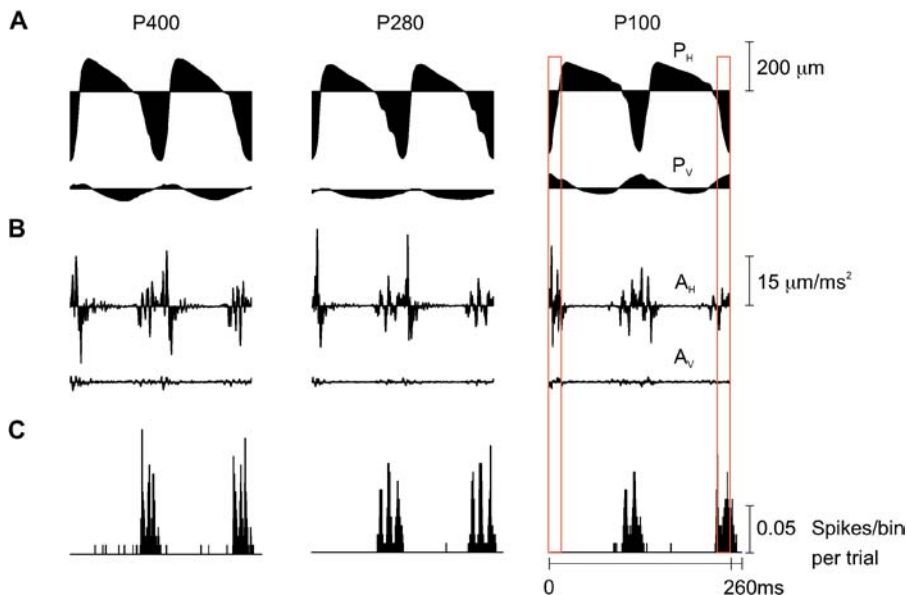 A
P400
P280
P100
P_H
200 µm
P_V
B
A_H
15 µm/ms²
A_V
C
0.05 Spikes/bin
per trial
0
260ms